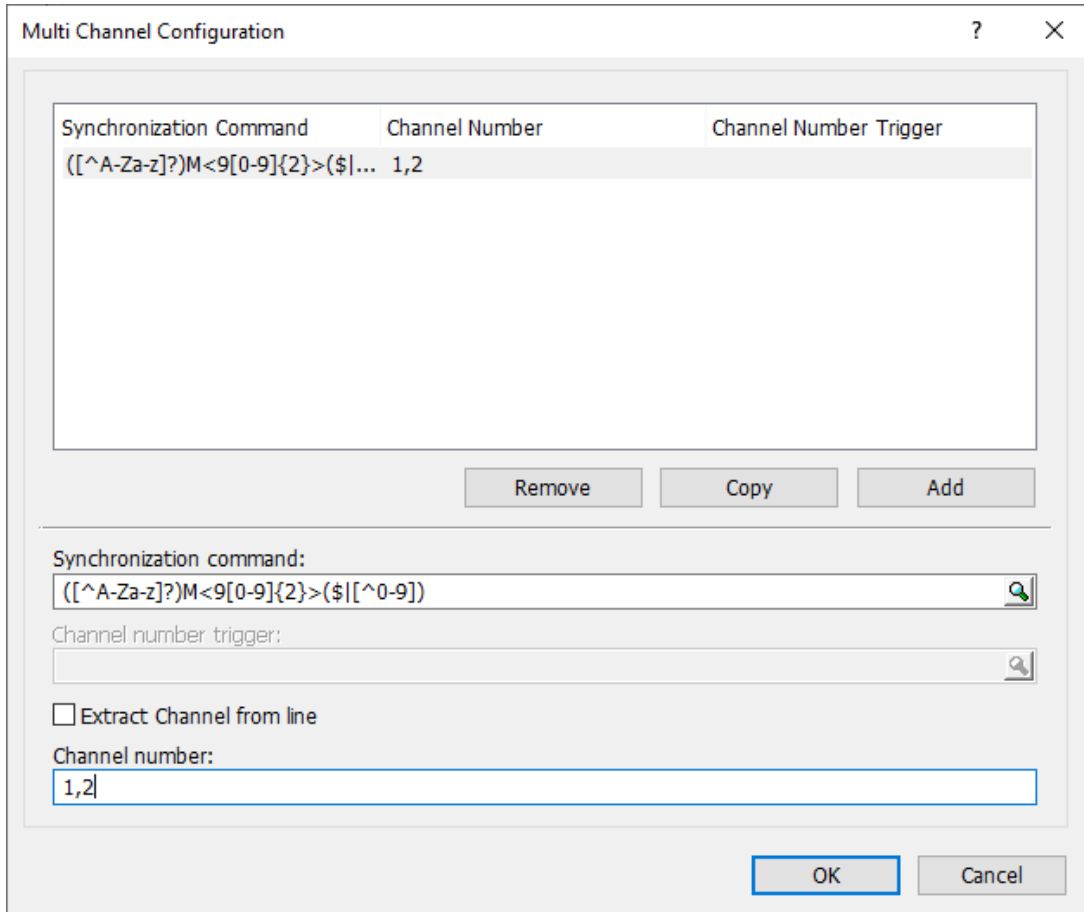 Multi Channel Configuration
Synchronization Command Channel Number Channel Number Trigger
([^A-Za-z]?)M<9[0-9]{2}>($|... 1,2
Remove Copy Add
Synchronization command:
([^A-Za-z]?)M<9[0-9]{2}>($|[^0-9])
Channel number trigger:
Extract Channel from line
Channel number:
1,2
OK Cancel